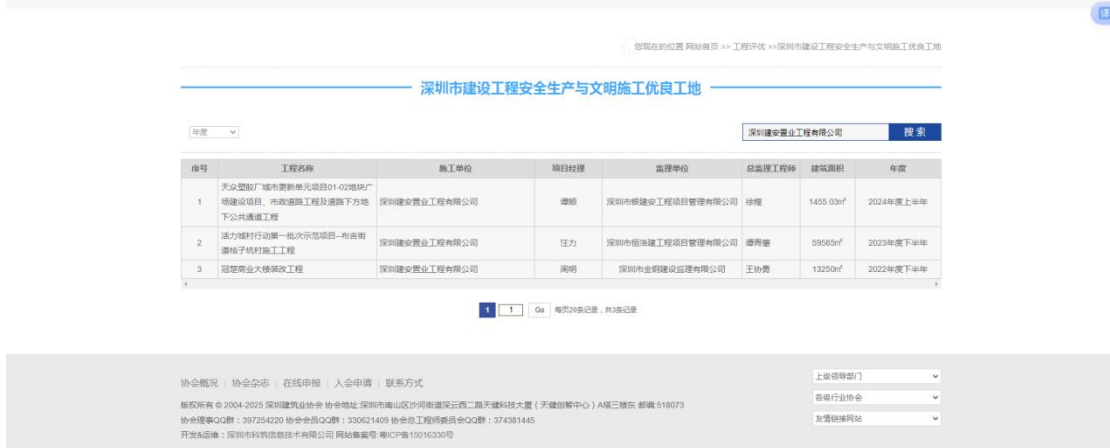 译
您现在的位置 网站首页 >> 工程评优 >>深圳市建设工程安全生产与文明施工优良工地
深圳市建设工程安全生产与文明施工优良工地
年度 深圳建安置业工程有限公司 搜 索
序号 工程名称 施工单位 项目经理 监理单位 总监理工程师 建筑面积 年度
天众塑胶厂城市更新单元项目01-02地块广
1 场建设项目、市政道路工程及道路下方地 深圳建安置业工程有限公司 谭顺 深圳市银建安工程项目管理有限公司 徐煌 1455.03㎡ 2024年度上半年
下公共通道工程
活力城村行动第一批次示范项目--布吉街
2 深圳建安置业工程有限公司 汪力 深圳市恒浩建工程项目管理有限公司 谭青肇 59585㎡ 2023年度下半年
道桔子坑村施工工程
3 冠楚商业大楼装改工程 深圳建安置业工程有限公司 周明 深圳市金钢建设监理有限公司 王协勇 13250㎡ 2022年度下半年
1 1 Go 每页20条记录，共3条记录
协会概况 | 协会杂志 | 在线申报 | 入会申请 | 联系方式
上级领导部门
版权所有 © 2004-2025 深圳建筑业协会 协会地址:深圳市南山区沙河街道深云西二路天健科技大厦（天健创智中心）A塔三楼东 邮编:518073
各级行业协会
协会理事QQ群：397254220 协会会员QQ群：330621409 协会总工程师委员会QQ群：374381445
友情链接网站
开发&运维：深圳市科筑信息技术有限公司 网站备案号:粤ICP备15016330号